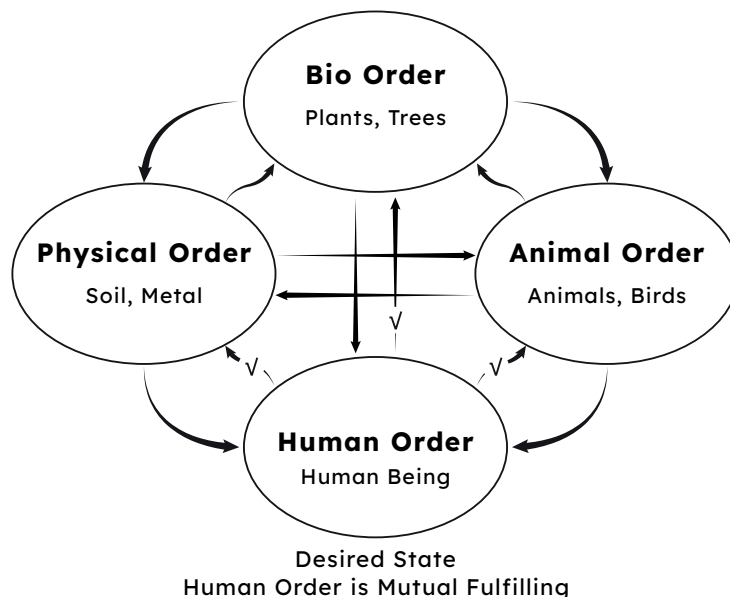 Bio Order
Plants, Trees
Physical Order
Soil, Metal
Animal Order
Animals, Birds
√
√
√
Human Order
Human Being
Desired State
Human Order is Mutual Fulfilling